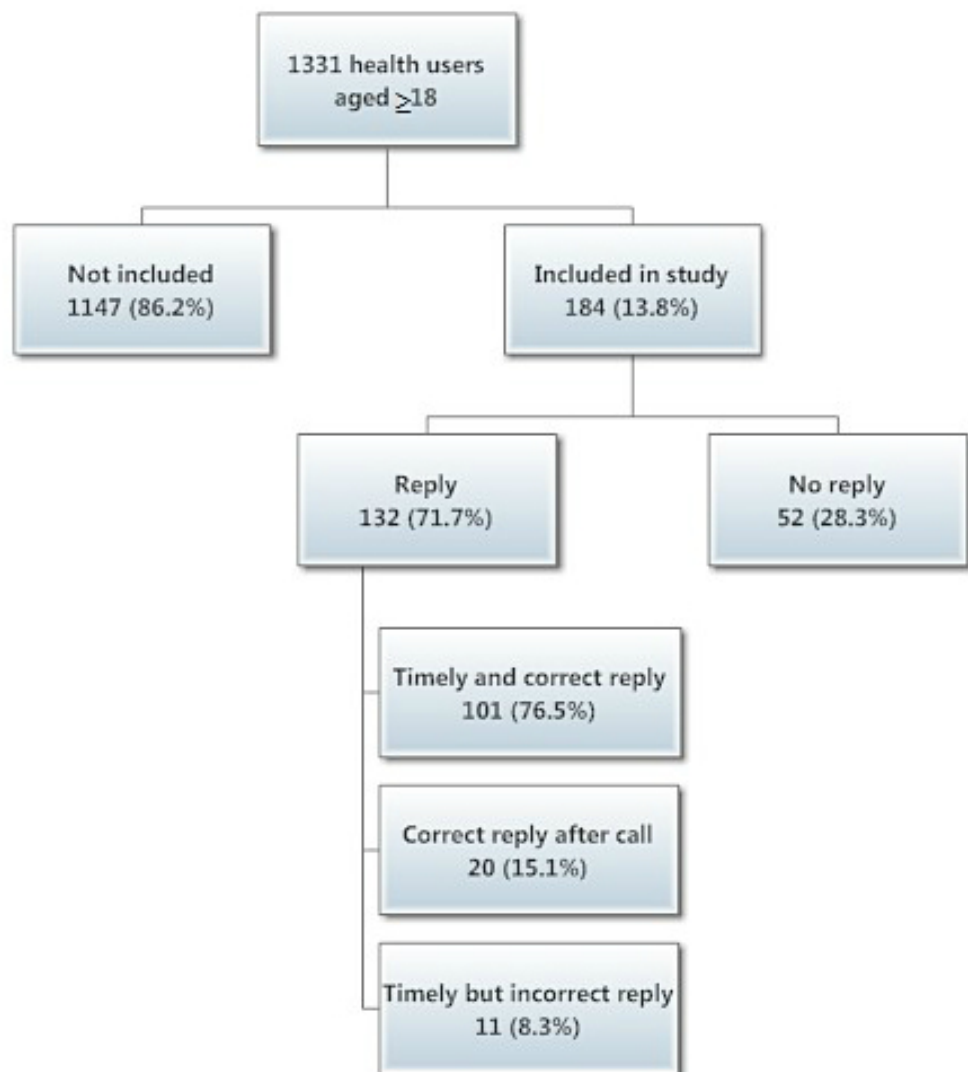 1331 health users
aged ≥18
Not included
1147 (86.2%)
Included in study
184 (13.8%)
Reply
132 (71.7%)
No reply
52 (28.3%)
Timely and correct reply
101 (76.5%)
Correct reply after call
20 (15.1%)
Timely but incorrect reply
11 (8.3%)